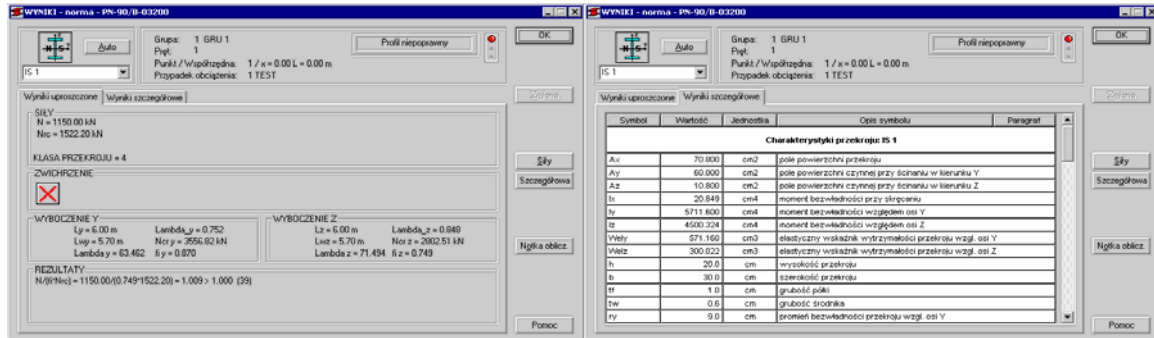 WYNIKI - norma - PN-90/B-03200
Auto
IS 1
Grupa: 1 GRU 1
Pręt: 1
Punkt / Współrzędna: 1 / x = 0.00 L = 0.00 m
Przypadek obciążenia: 1 TEST
Profil niepoprawny
OK
Zmiana
Siły
Szczegółowa
Notka oblicz.
Pomoc
Wyniki uproszczone
Wyniki szczegółowe
SIŁY
N = 1150.00 kN
Nrc = 1522.20 kN
KLASA PRZEKROJU = 4
ZWICHRZENIE
WYBOCZENIE Y
Ly = 6.00 m Lambda_y = 0.752
Lwy = 5.70 m Ncr y = 3556.82 kN
Lambda y = 63.462 fi y = 0.870
WYBOCZENIE Z
Lz = 6.00 m Lambda_z = 0.848
Lwz = 5.70 m Ncr z = 2802.51 kN
Lambda z = 71.494 fi z = 0.749
REZULTATY
N/(fi*Nrc) = 1150.00/(0.749*1522.20) = 1.009 > 1.000 (39)
WYNIKI - norma - PN-90/B-03200
Auto
IS 1
Grupa: 1 GRU 1
Pręt: 1
Punkt / Współrzędna: 1 / x = 0.00 L = 0.00 m
Przypadek obciążenia: 1 TEST
Profil niepoprawny
OK
Zmiana
Siły
Szczegółowa
Notka oblicz.
Pomoc
Wyniki uproszczone
Wyniki szczegółowe
Symbol Wartość Jednostka Opis symbolu Paragraf
Charakterystyki przekroju: IS 1
Ax 70.800 cm2 pole powierzchni przekroju
Ay 60.000 cm2 pole powierzchni czynnej przy ścinaniu w kierunku Y
Az 10.800 cm2 pole powierzchni czynnej przy ścinaniu w kierunku Z
Ix 20.849 cm4 moment bezwładności przy skręcaniu
Iy 5711.600 cm4 moment bezwładności względem osi Y
Iz 4500.324 cm4 moment bezwładności względem osi Z
Wely 571.160 cm3 elastyczny wskaźnik wytrzymałości przekroju wzgl. osi Y
Welz 300.022 cm3 elastyczny wskaźnik wytrzymałości przekroju wzgl. osi Z
h 20.0 cm wysokość przekroju
b 30.0 cm szerokość przekroju
tf 1.0 cm grubość półki
tw 0.6 cm grubość środnika
ry 9.0 cm promień bezwładności przekroju wzgl. osi Y